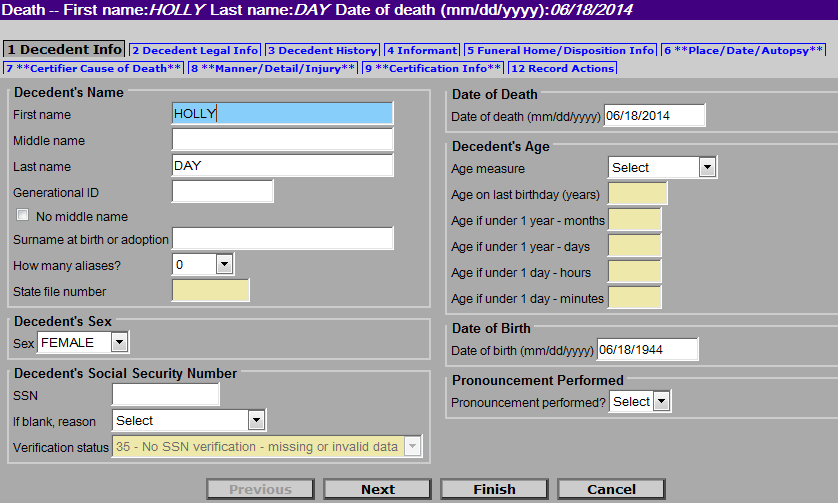 Death -- First name:HOLLY Last name:DAY Date of death (mm/dd/yyyy):06/18/2014
1 Decedent Info 2 Decedent Legal Info 3 Decedent History 4 Informant 5 Funeral Home/Disposition Info 6 **Place/Date/Autopsy**
7 **Certifier Cause of Death** 8 **Manner/Detail/Injury** 9 **Certification Info** 12 Record Actions
Decedent's Name
First name HOLLY
Middle name
Last name DAY
Generational ID
No middle name
Surname at birth or adoption
How many aliases? 0
State file number
Decedent's Sex
Sex FEMALE
Decedent's Social Security Number
SSN
If blank, reason Select
Verification status 35 - No SSN verification - missing or invalid data
Date of Death
Date of death (mm/dd/yyyy) 06/18/2014
Decedent's Age
Age measure Select
Age on last birthday (years)
Age if under 1 year - months
Age if under 1 year - days
Age if under 1 day - hours
Age if under 1 day - minutes
Date of Birth
Date of birth (mm/dd/yyyy) 06/18/1944
Pronouncement Performed
Pronouncement performed? Select
Previous Next Finish Cancel